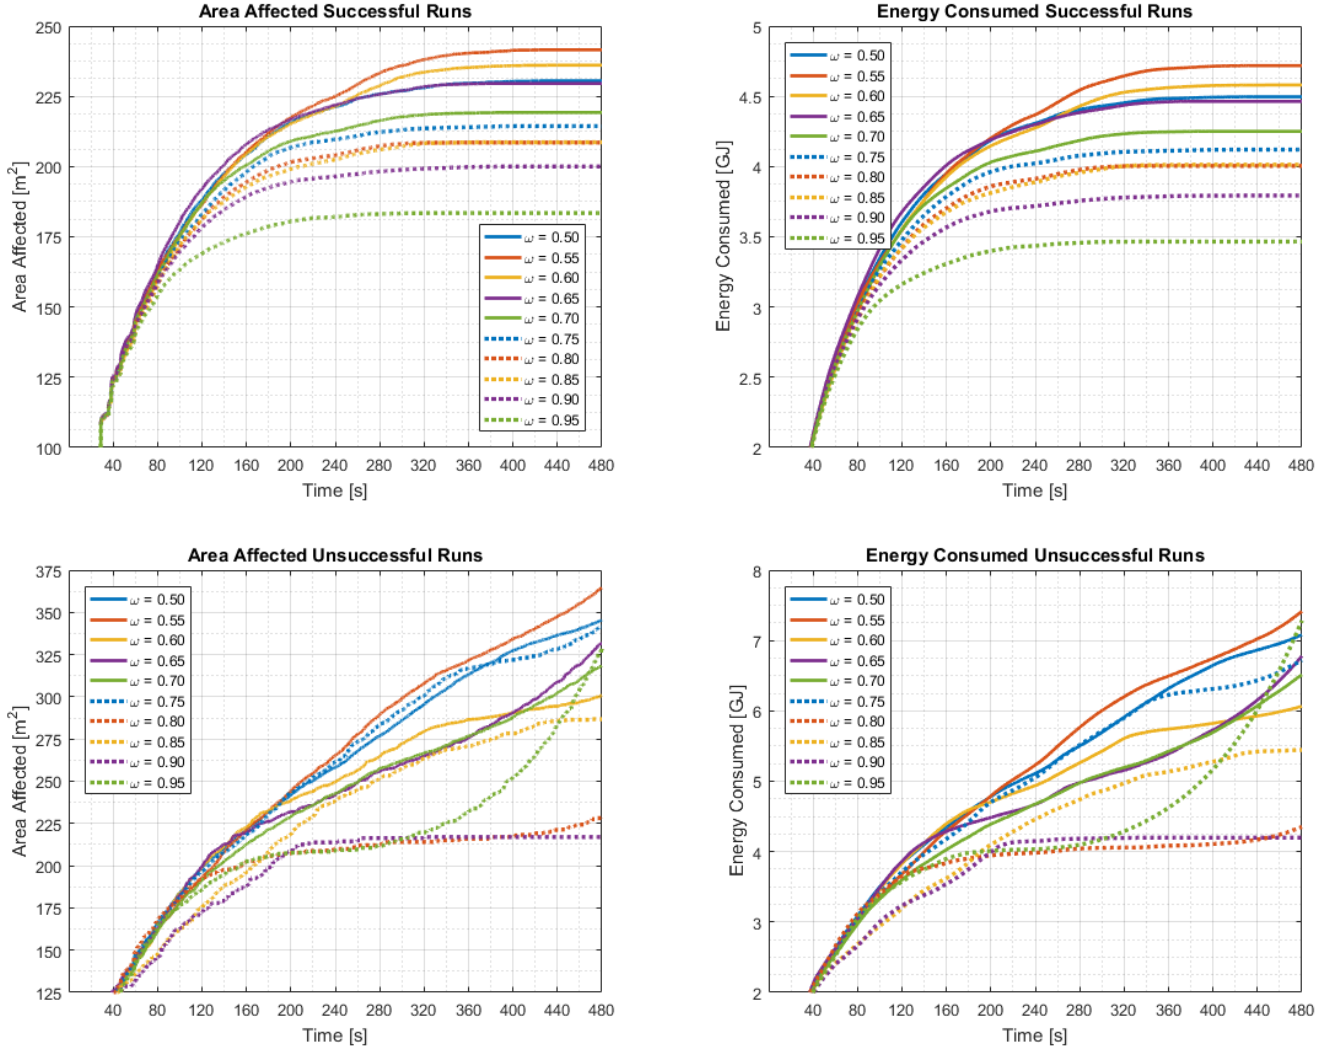 Area Affected Successful Runs
Area Affected [m²]
250
225
200
175
150
125
100
ω = 0.50
ω = 0.55
ω = 0.60
ω = 0.65
ω = 0.70
ω = 0.75
ω = 0.80
ω = 0.85
ω = 0.90
ω = 0.95
40 80 120 160 200 240 280 320 360 400 440 480
Time [s]
Energy Consumed Successful Runs
Energy Consumed [GJ]
5
4.5
4
3.5
3
2.5
2
ω = 0.50
ω = 0.55
ω = 0.60
ω = 0.65
ω = 0.70
ω = 0.75
ω = 0.80
ω = 0.85
ω = 0.90
ω = 0.95
40 80 120 160 200 240 280 320 360 400 440 480
Time [s]
Area Affected Unsuccessful Runs
Area Affected [m²]
375
350
325
300
275
250
225
200
175
150
125
ω = 0.50
ω = 0.55
ω = 0.60
ω = 0.65
ω = 0.70
ω = 0.75
ω = 0.80
ω = 0.85
ω = 0.90
ω = 0.95
40 80 120 160 200 240 280 320 360 400 440 480
Time [s]
Energy Consumed Unsuccessful Runs
Energy Consumed [GJ]
8
7
6
5
4
3
2
ω = 0.50
ω = 0.55
ω = 0.60
ω = 0.65
ω = 0.70
ω = 0.75
ω = 0.80
ω = 0.85
ω = 0.90
ω = 0.95
40 80 120 160 200 240 280 320 360 400 440 480
Time [s]